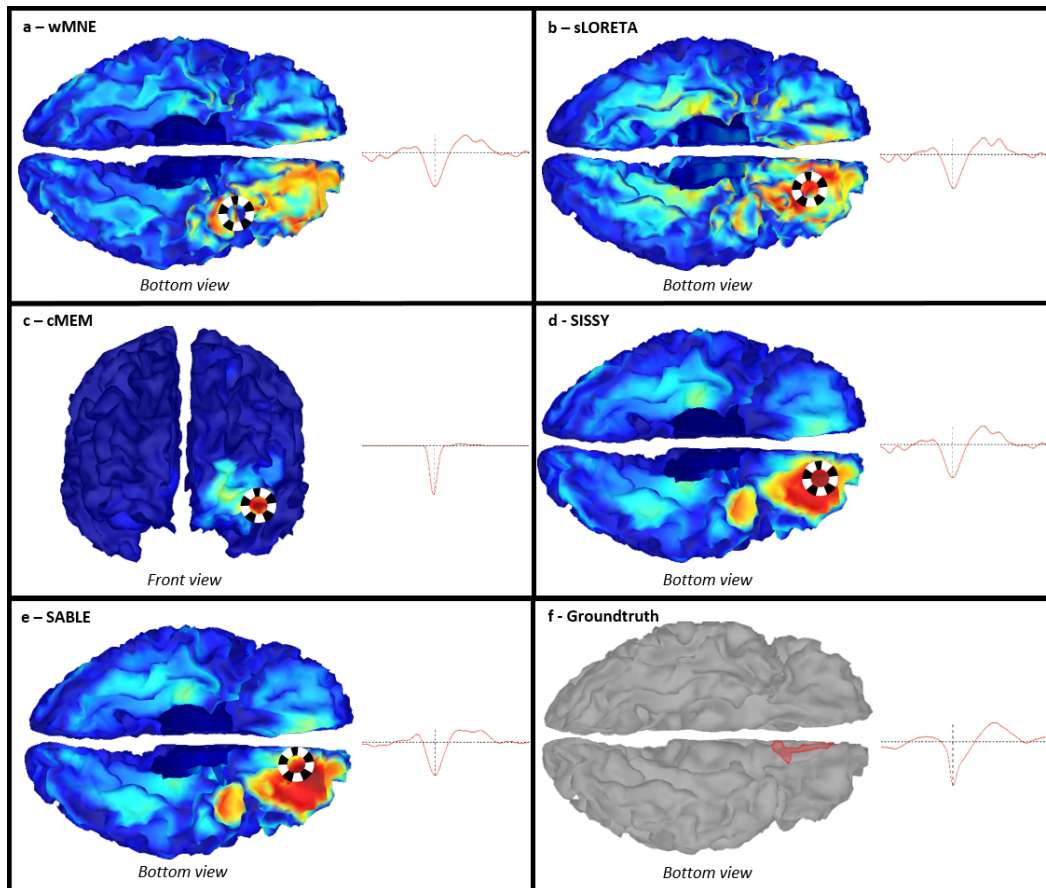 a – wMNE
b – sLORETA
Bottom view
Bottom view
c – cMEM
d - SISSY
Front view
Bottom view
e – SABLE
f - Groundtruth
Bottom view
Bottom view